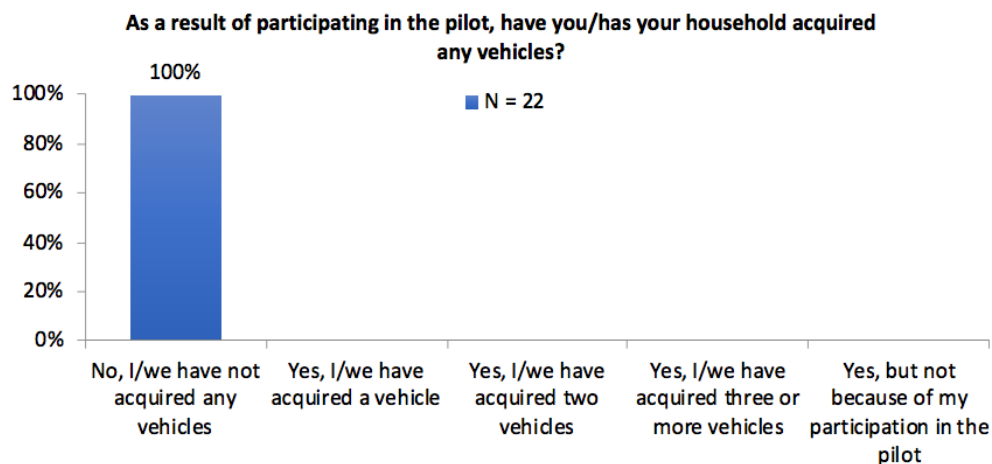 As a result of participating in the pilot, have you/has your household acquired
any vehicles?
100%
N = 22
100%
80%
60%
40%
20%
0%
No, I/we have not
acquired any
vehicles
Yes, I/we have
acquired a vehicle
Yes, I/we have
acquired two
vehicles
Yes, I/we have
acquired three or
more vehicles
Yes, but not
because of my
participation in the
pilot